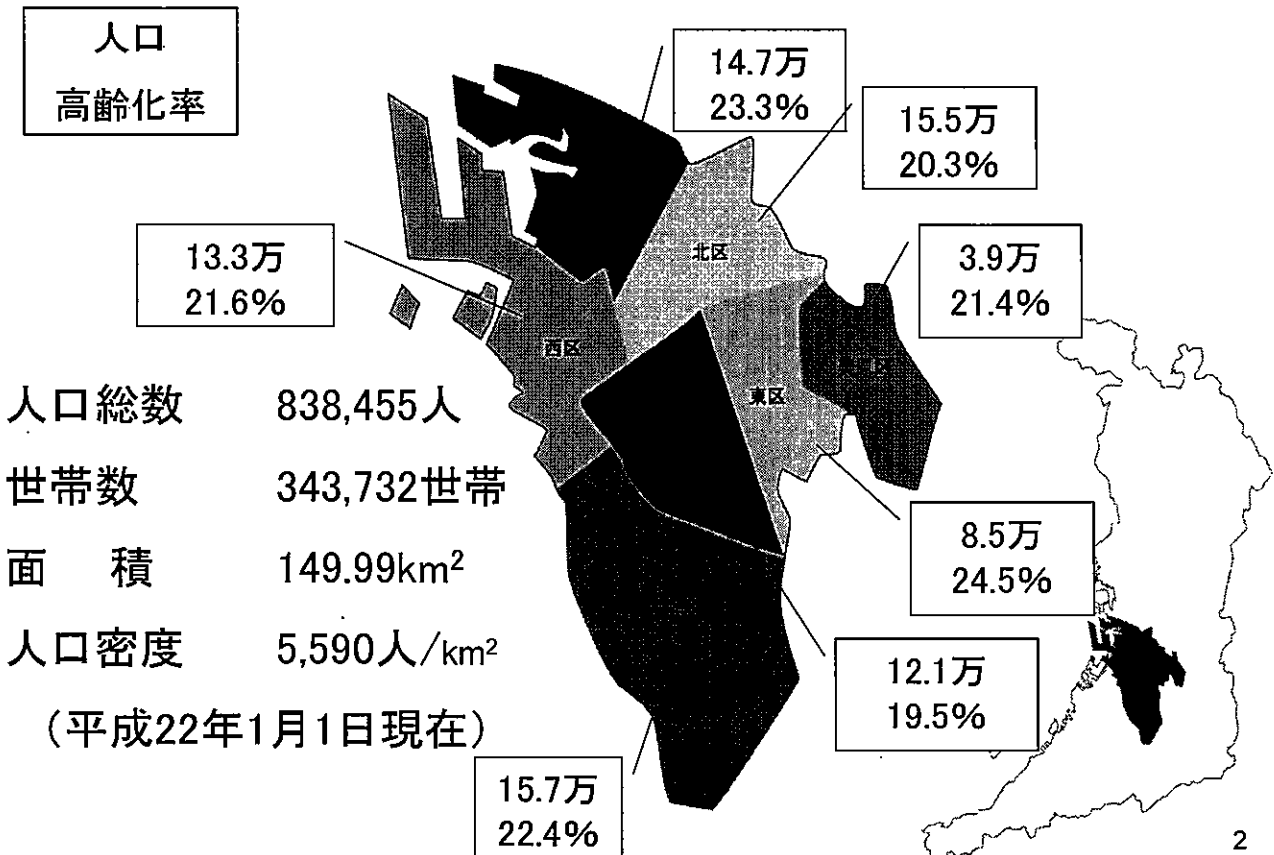 人口
高齢化率
14.7万
23.3%
15.5万
20.3%
13.3万
21.6%
3.9万
21.4%
北区
西区
東区
区
人口総数 838,455人
世帯数 343,732世帯
面 積 149.99km²
人口密度 5,590人/km²
（平成22年1月1日現在）
8.5万
24.5%
12.1万
19.5%
15.7万
22.4%
2